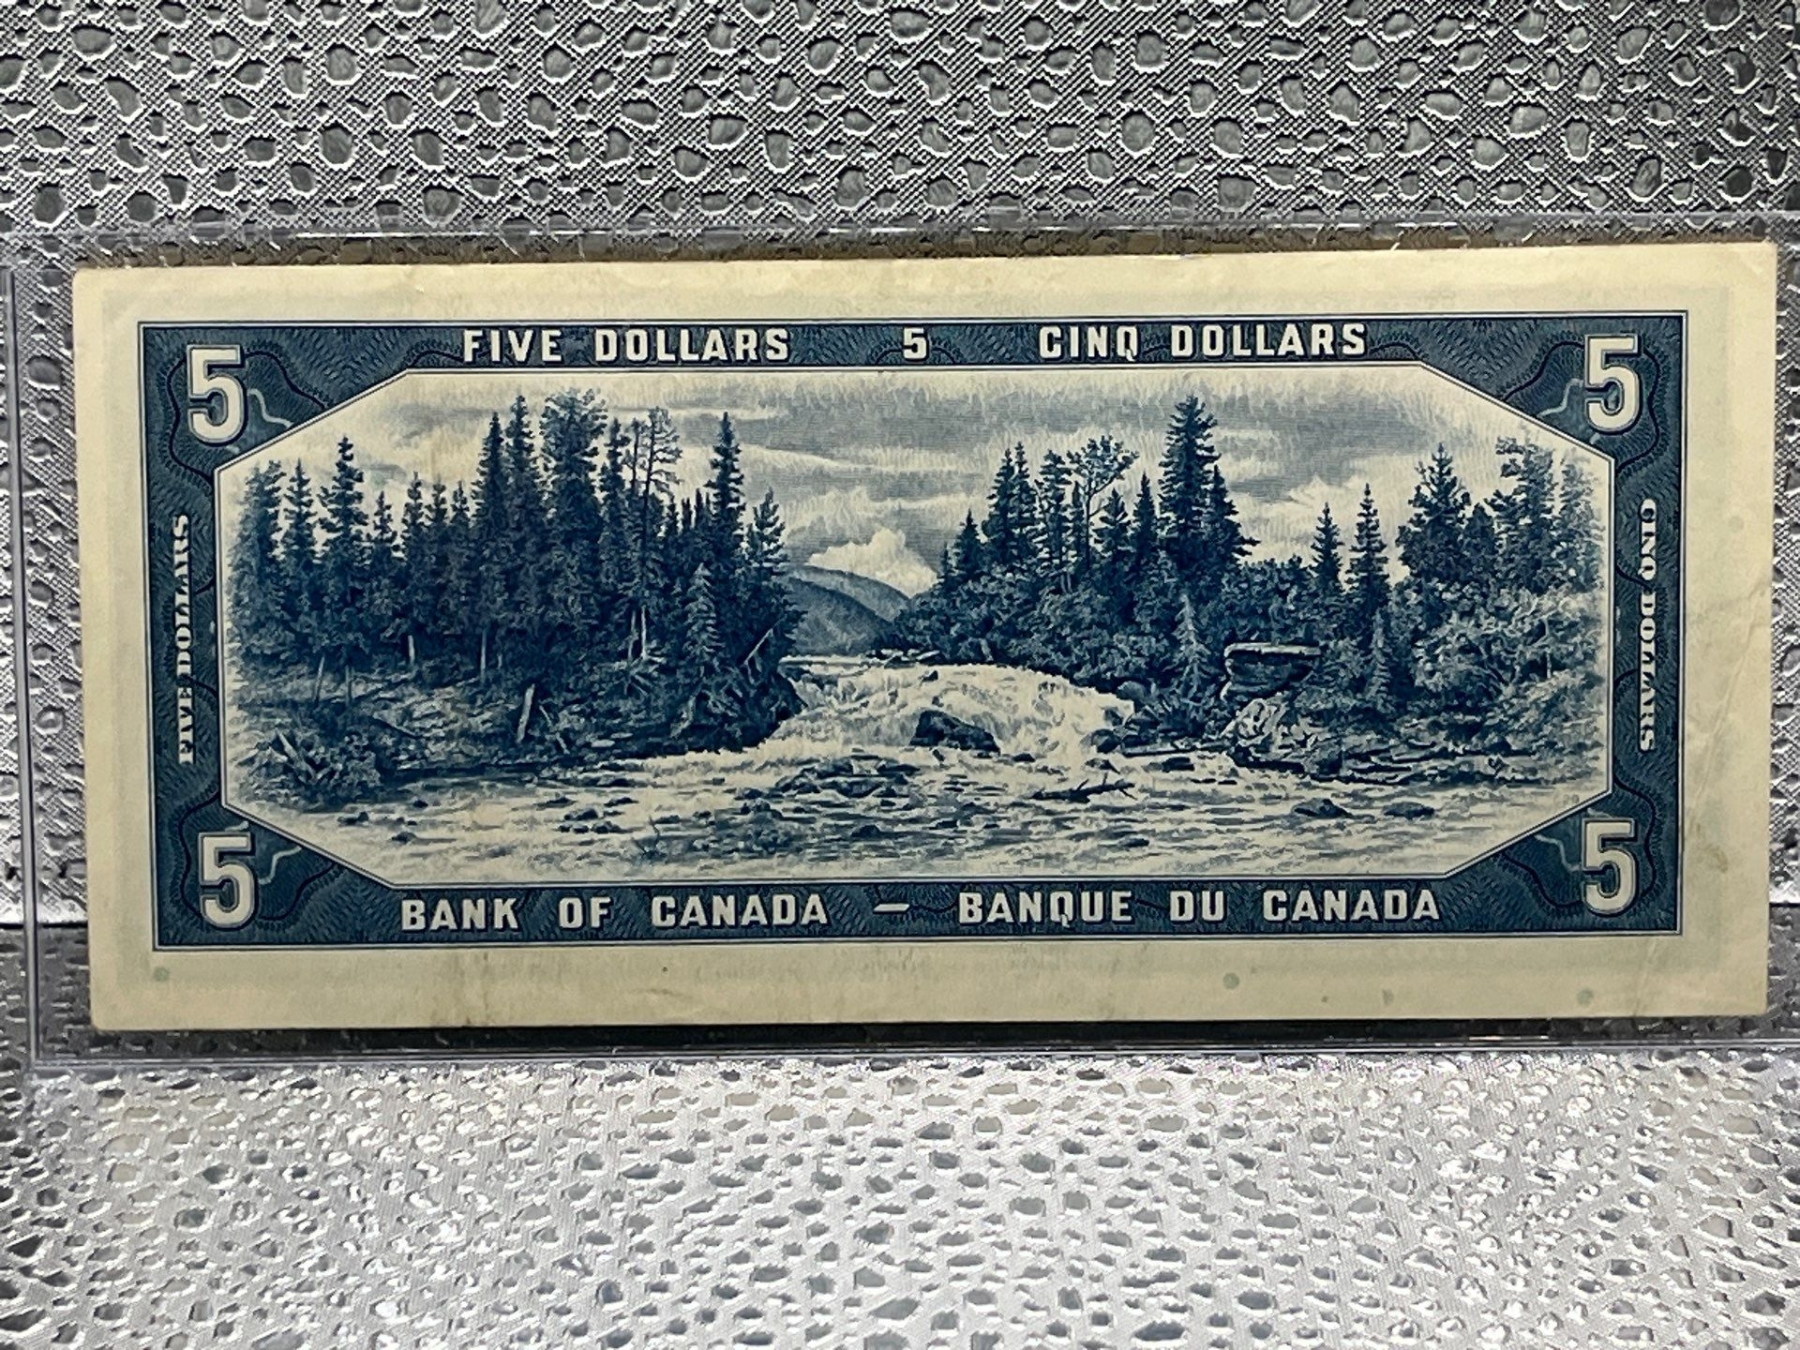 FIVE DOLLARS 5 CINQ DOLLARS
5 5
FIVE DOLLARS
CINQ DOLLARS
5 5
BANK OF CANADA – BANQUE DU CANADA